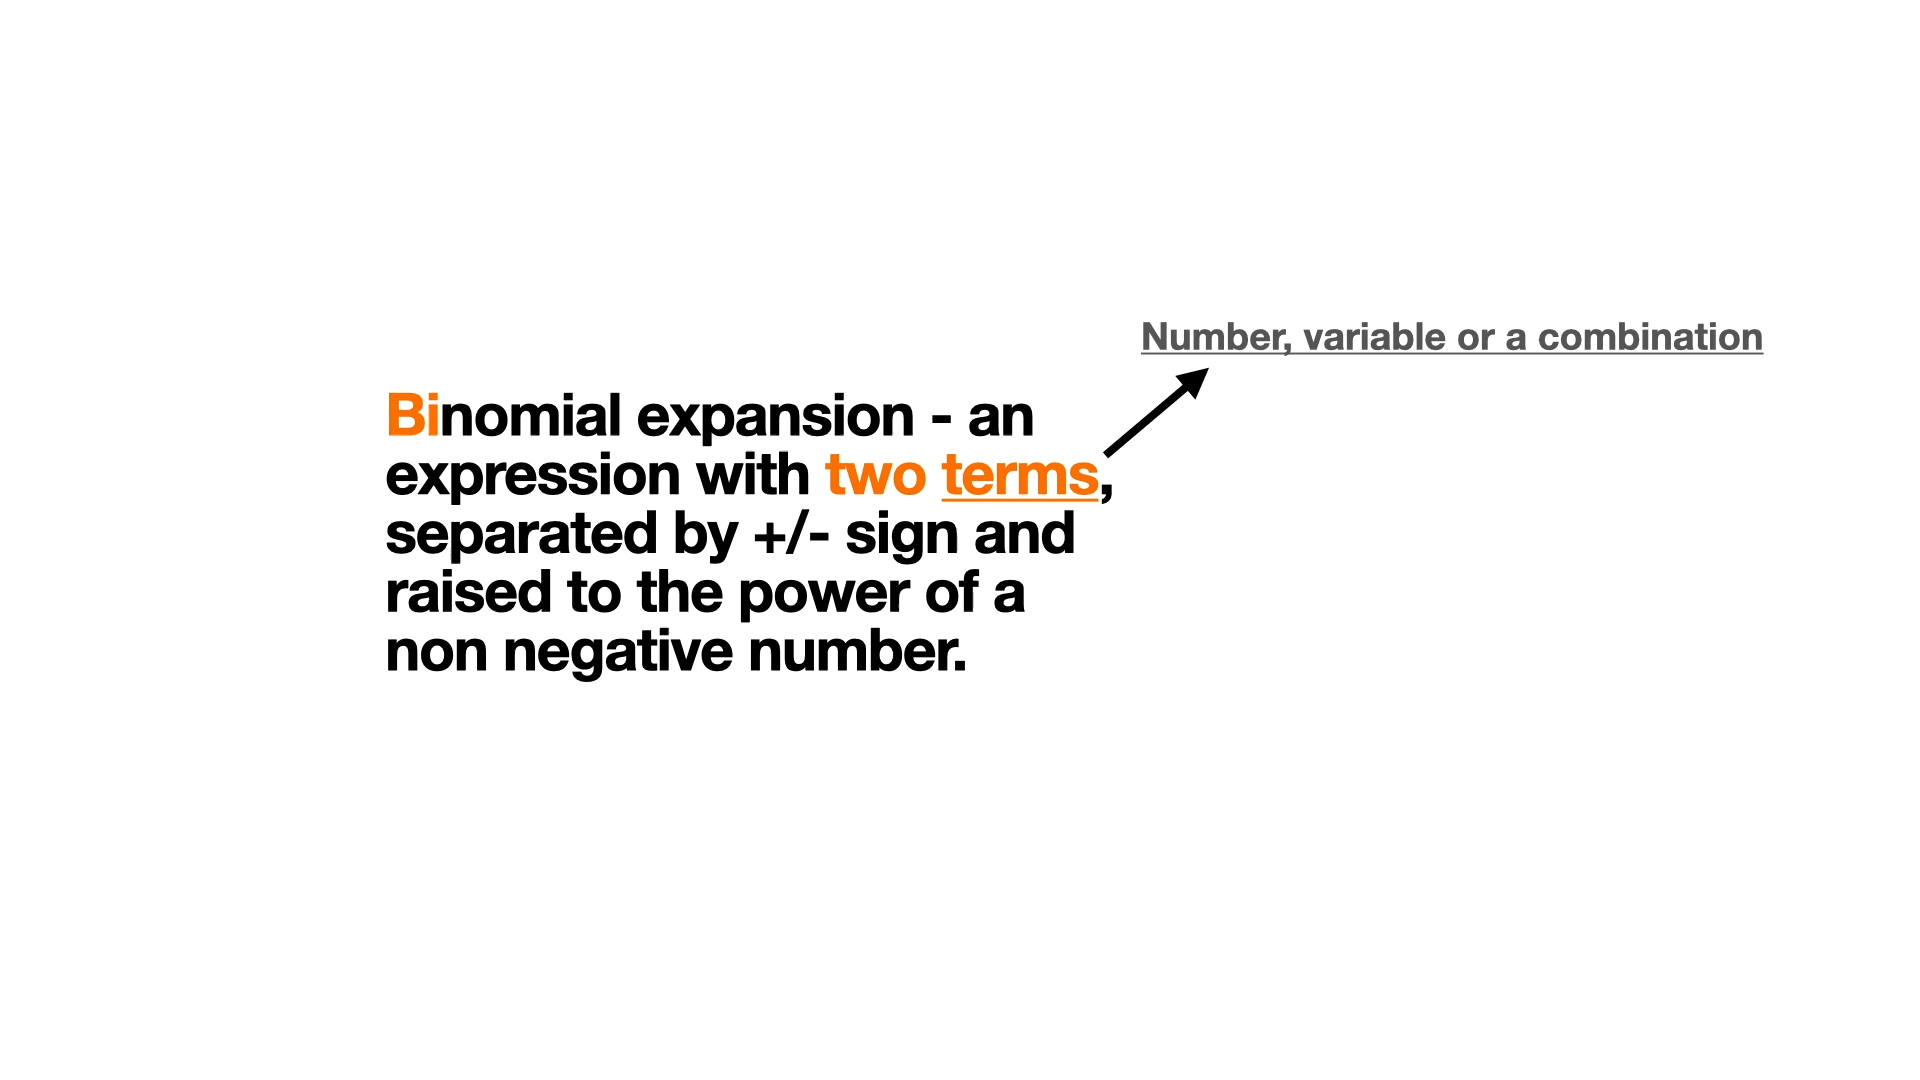 Number, variable or a combination
Binomial expansion - an
expression with two terms,
separated by +/- sign and
raised to the power of a
non negative number.